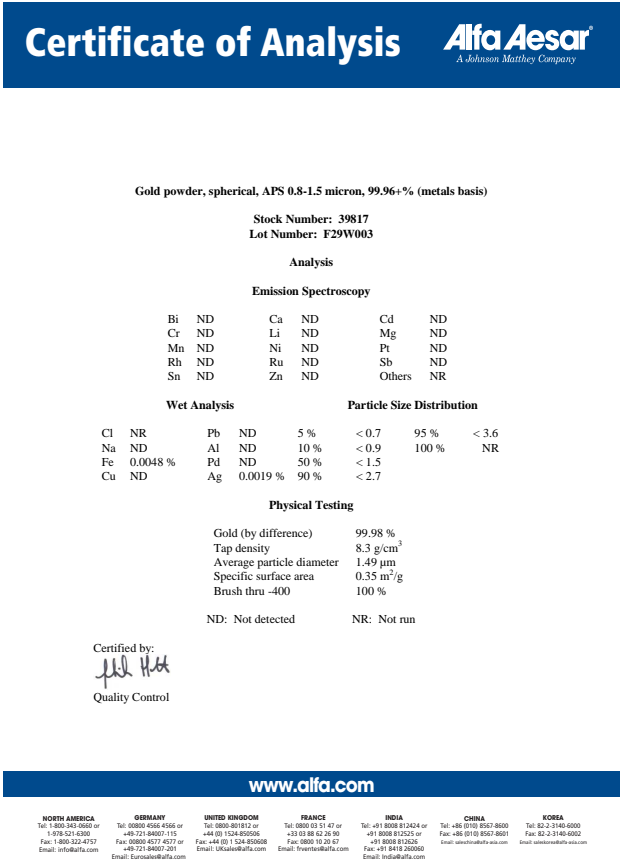 Certificate of Analysis
Alfa Aesar®
A Johnson Matthey Company
Gold powder, spherical, APS 0.8-1.5 micron, 99.96+% (metals basis)
Stock Number: 39817
Lot Number: F29W003
Analysis
Emission Spectroscopy
Bi ND Ca ND Cd ND
Cr ND Li ND Mg ND
Mn ND Ni ND Pt ND
Rh ND Ru ND Sb ND
Sn ND Zn ND Others NR
Wet Analysis Particle Size Distribution
Cl NR Pb ND 5 % < 0.7 95 % < 3.6
Na ND Al ND 10 % < 0.9 100 % NR
Fe 0.0048 % Pd ND 50 % < 1.5
Cu ND Ag 0.0019 % 90 % < 2.7
Physical Testing
Gold (by difference) 99.98 %
Tap density 8.3 g/cm³
Average particle diameter 1.49 µm
Specific surface area 0.35 m²/g
Brush thru -400 100 %
ND: Not detected NR: Not run
Certified by:
Quality Control
www.alfa.com
NORTH AMERICA
Tel: 1-800-343-0660 or
1-978-521-6300
Fax: 1-800-322-4757
Email: info@alfa.com
GERMANY
Tel: 00800 4566 4566 or
+49-721-84007-115
Fax: 00800 4577 4577 or
+49-721-84007-201
Email: Eurosales@alfa.com
UNITED KINGDOM
Tel: 0800-801812 or
+44 (0) 1524-850506
Fax: +44 (0) 1 524-850608
Email: UKsales@alfa.com
FRANCE
Tel: 0800 03 51 47 or
+33 03 88 62 26 90
Fax: 0800 10 20 67
Email: frventes@alfa.com
INDIA
Tel: +91 8008 812424 or
+91 8008 812525 or
+91 8008 812626
Fax: +91 8418 260060
Email: India@alfa.com
CHINA
Tel: +86 (010) 8567-8600
Fax: +86 (010) 8567-8601
Email: saleschina@alfa-asia.com
KOREA
Tel: 82-2-3140-6000
Fax: 82-2-3140-6002
Email: saleskorea@alfa-asia.com